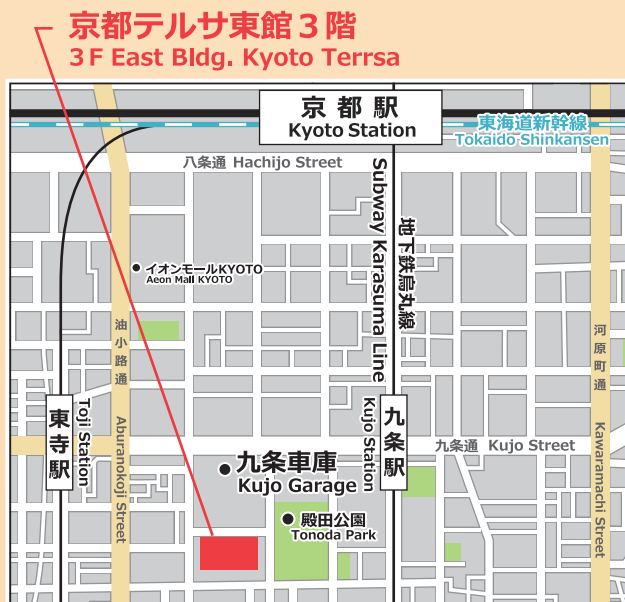 京都テルサ東館３階
3F East Bldg. Kyoto Terrsa
京都駅
Kyoto Station
東海道新幹線
Tokaido Shinkansen
八条通 Hachijo Street
Subway Karasuma Line
地下鉄烏丸線
イオンモールKYOTO
Aeon Mall KYOTO
油小路通
Aburanokoji Street
河原町通
Kawaramachi Street
東寺駅
Toji Station
Kujo Station
九条駅
九条通 Kujo Street
九条車庫
Kujo Garage
殿田公園
Tonoda Park